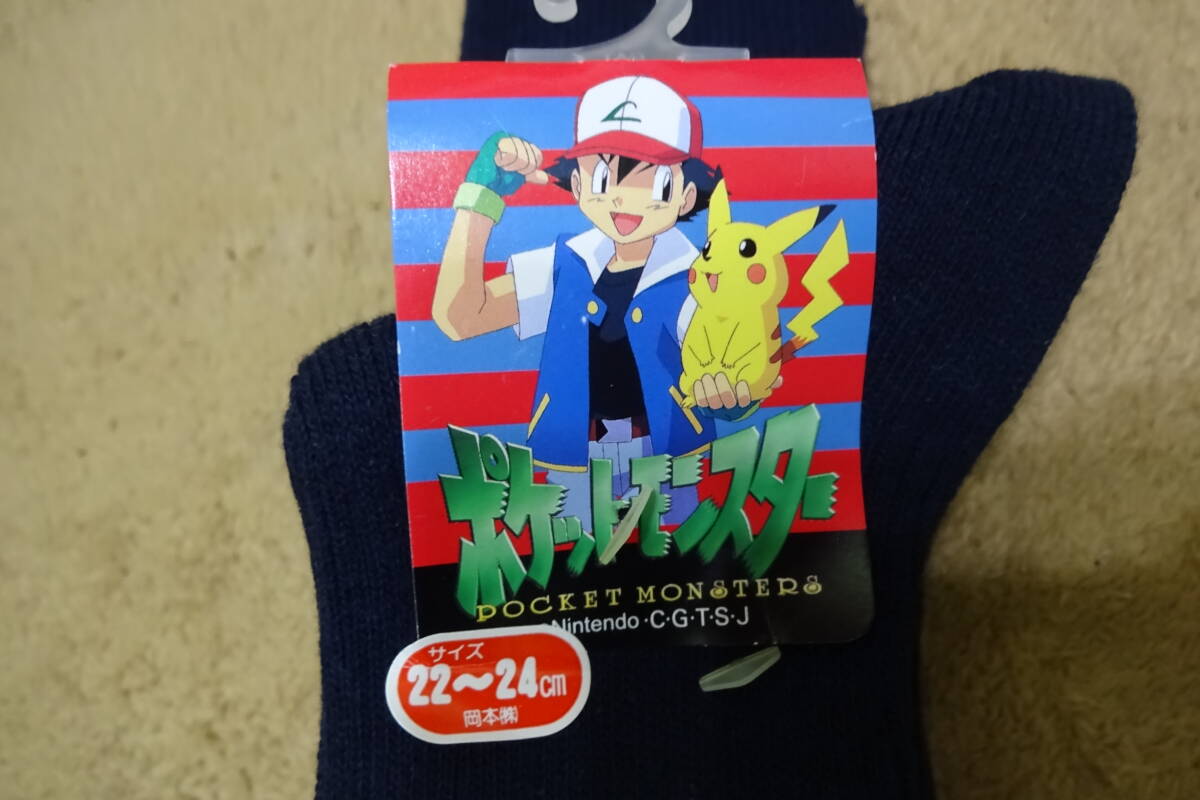 ポケットモンスター
POCKET MONSTERS
Nintendo・C・G・T・S・J
サイズ
22～24cm
岡本㈱